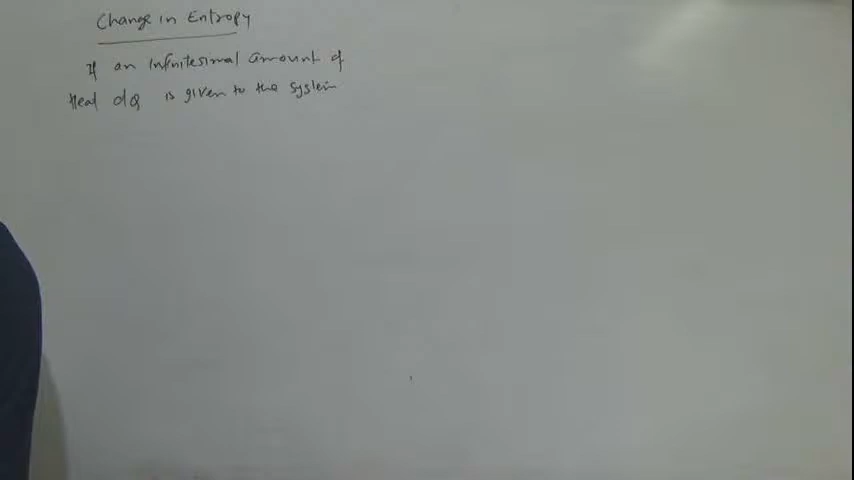 Change in Entropy
If an infinitesimal amount of
Heat dQ is given to the system